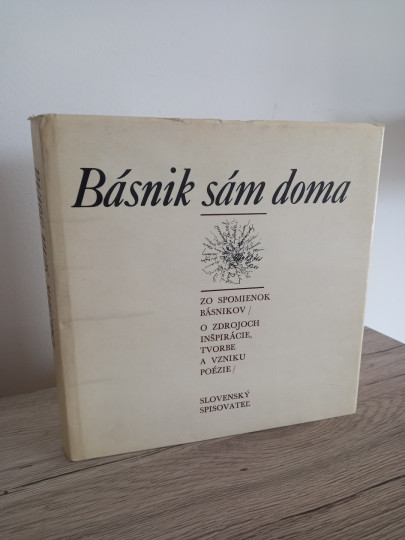 Básnik sám doma
ZO SPOMIENOK
BÁSNIKOV/
O ZDROJOCH
INŠPIRÁCIE,
TVORBE
A VZNIKU
POÉZIE/
SLOVENSKÝ
SPISOVATEĽ